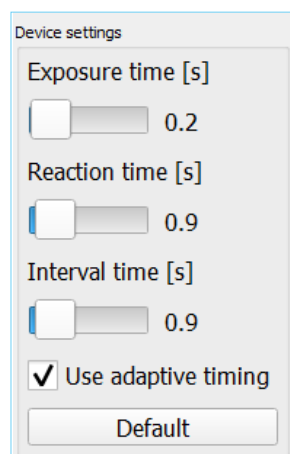 Device settings
Exposure time [s]
0.2
Reaction time [s]
0.9
Interval time [s]
0.9
Use adaptive timing
Default